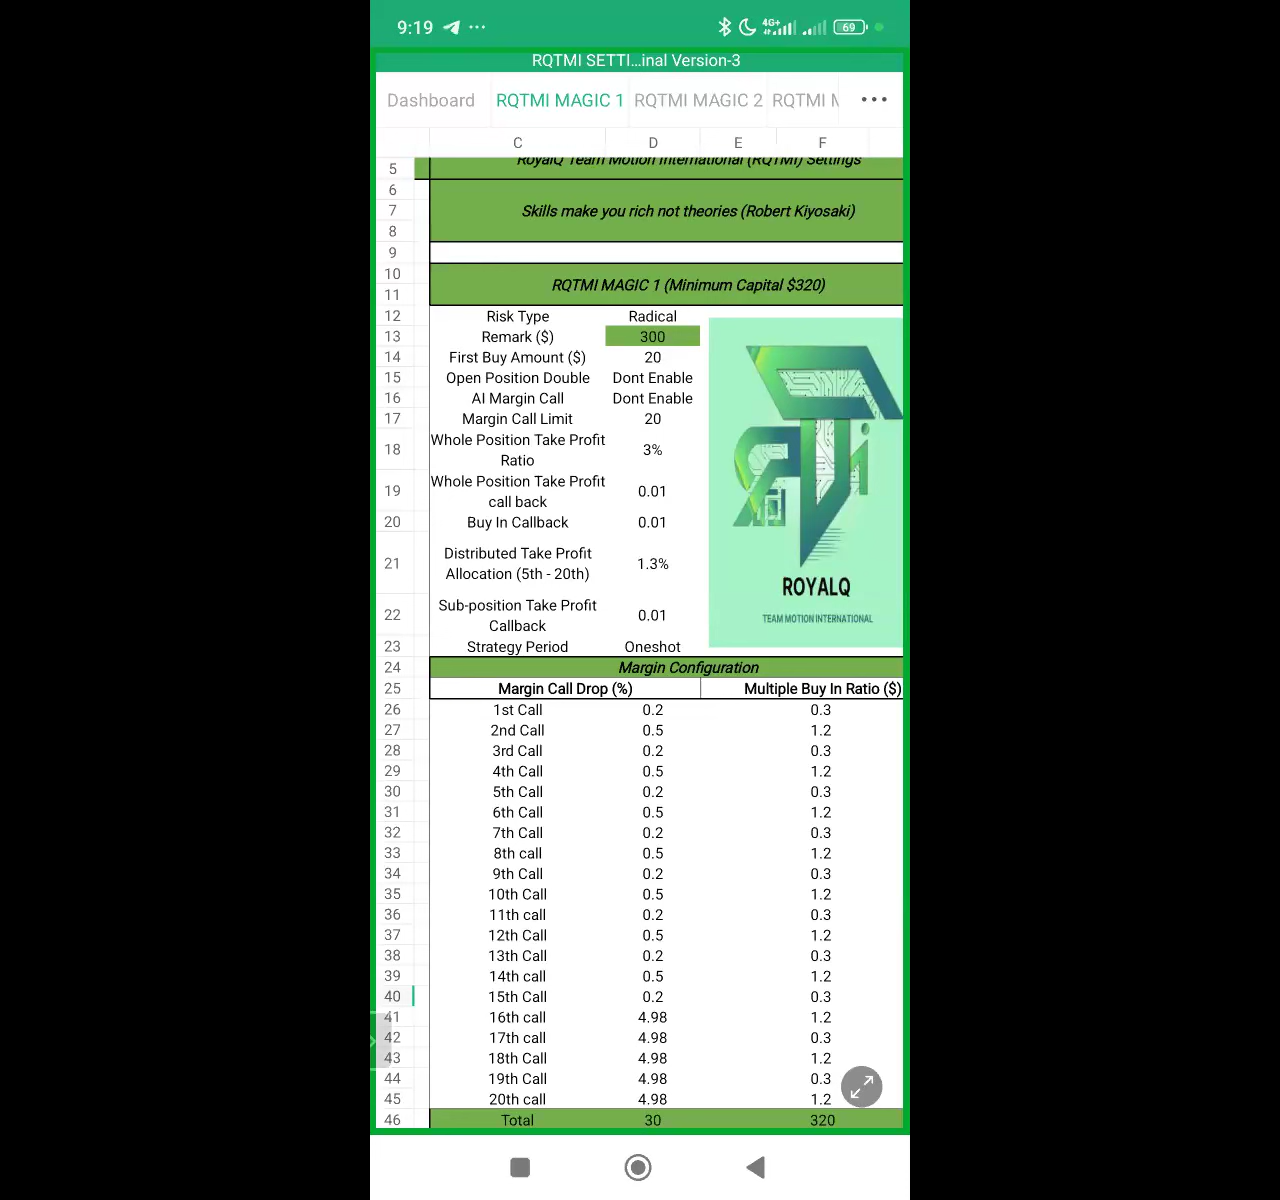 9:19
4G+
69
RQTMI SETTI...inal Version-3
Dashboard RQTMI MAGIC 1 RQTMI MAGIC 2 RQTMI M
C D E F
5 RoyalQ Team Motion International (RQTMI) Settings
6
7 Skills make you rich not theories (Robert Kiyosaki)
8
9
10
RQTMI MAGIC 1 (Minimum Capital $320)
11
12 Risk Type Radical
13 Remark ($) 300
14 First Buy Amount ($) 20
15 Open Position Double Dont Enable
16 AI Margin Call Dont Enable
17 Margin Call Limit 20
18 Whole Position Take Profit
Ratio 3%
19 Whole Position Take Profit
call back 0.01
20 Buy In Callback 0.01
21 Distributed Take Profit
Allocation (5th - 20th) 1.3%
22 Sub-position Take Profit
Callback 0.01
23 Strategy Period Oneshot
ROYALQ
TEAM MOTION INTERNATIONAL
24 Margin Configuration
25 Margin Call Drop (%) Multiple Buy In Ratio ($)
26 1st Call 0.2 0.3
27 2nd Call 0.5 1.2
28 3rd Call 0.2 0.3
29 4th Call 0.5 1.2
30 5th Call 0.2 0.3
31 6th Call 0.5 1.2
32 7th Call 0.2 0.3
33 8th call 0.5 1.2
34 9th Call 0.2 0.3
35 10th Call 0.5 1.2
36 11th call 0.2 0.3
37 12th Call 0.5 1.2
38 13th Call 0.2 0.3
39 14th call 0.5 1.2
40 15th Call 0.2 0.3
41 16th call 4.98 1.2
42 17th call 4.98 0.3
43 18th Call 4.98 1.2
44 19th Call 4.98 0.3
45 20th call 4.98 1.2
46 Total 30 320